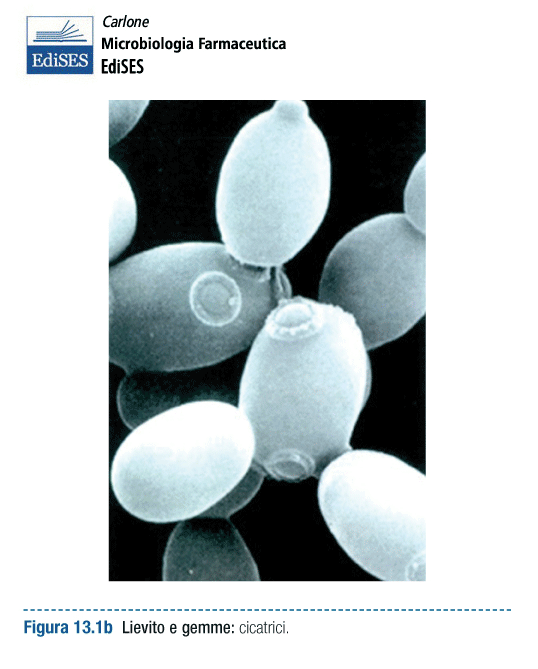 Carlone
Microbiologia Farmaceutica
EdiSES
EdiSES
Figura 13.1b Lievito e gemme: cicatrici.